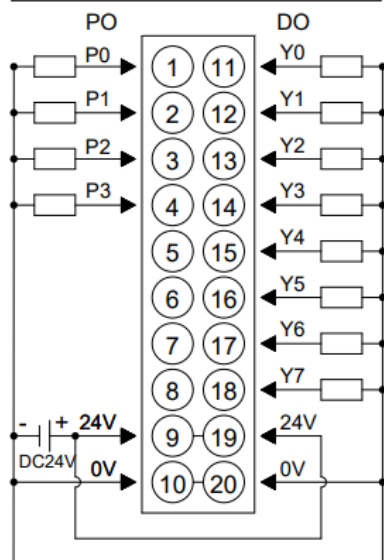 PO DO
P0 1 11 Y0
P1 2 12 Y1
P2 3 13 Y2
P3 4 14 Y3
5 15 Y4
6 16 Y5
7 17 Y6
8 18 Y7
- + 24V 9 19 24V
DC24V
0V 10 20 0V